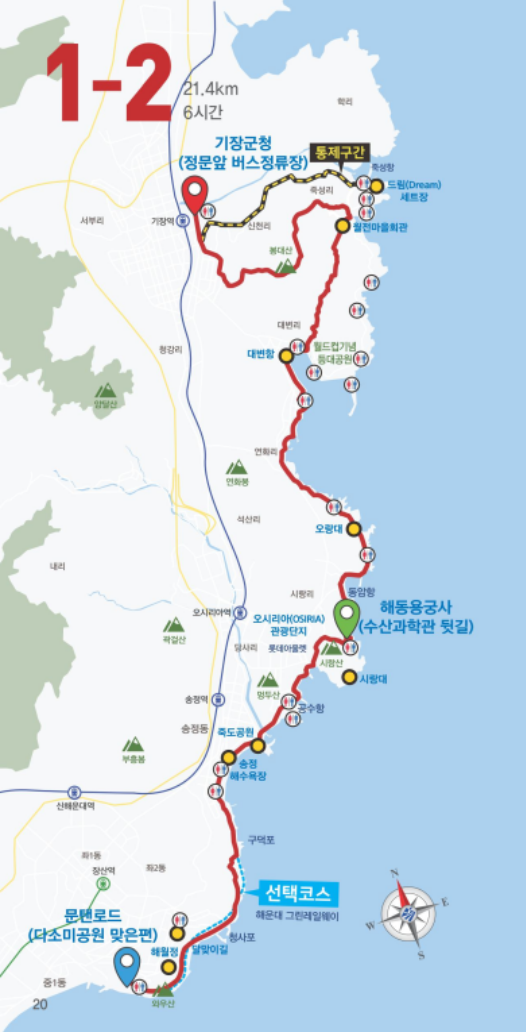 1-2
21.4km
6시간
학리
기장군청
(정문앞 버스정류장)
통제구간
죽성항
드림(Dream)
세트장
죽성리
서부리
기장역
신천리
월전마을회관
봉대산
대변리
청강리
대변항
월드컵기념
등대공원
앞달산
연화리
연화봉
석산리
오랑대
내리
시랑리
동암항
오시리아역
오시리아(OSIRIA)
관광단지
해동용궁사
(수산과학관 뒷길)
곽걸산
당사리
롯데아울렛
시랑산
시랑대
송정역
앵두산
공수항
송정동
죽도공원
부흥봉
송정
해수욕장
신해운대역
구덕포
좌1동
장산역
좌2동
선택코스
해운대 그린레일웨이
N
E
W
S
문탠로드
(다소미공원 맞은편)
청사포
해월정
달맞이길
중1동
와우산
20